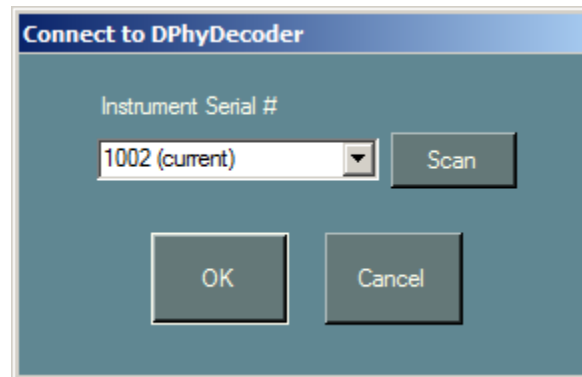 Connect to DPhyDecoder
Instrument Serial #
1002 (current)
Scan
OK
Cancel